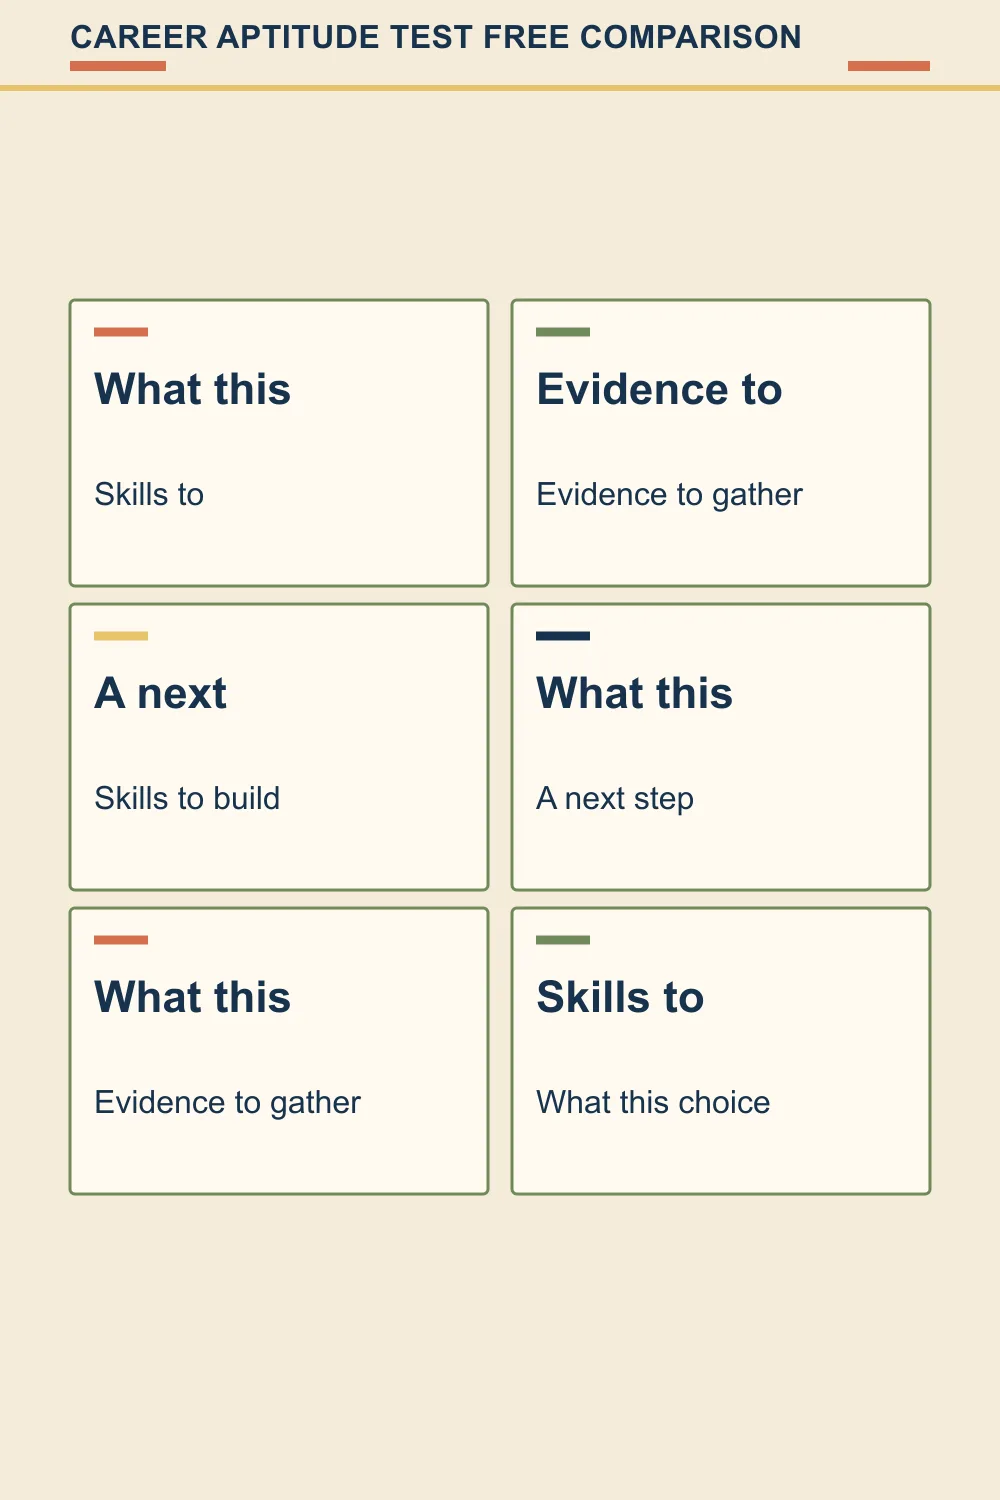 CAREER APTITUDE TEST FREE COMPARISON
What this
Skills to
Evidence to
Evidence to gather
A next
Skills to build
What this
A next step
What this
Evidence to gather
Skills to
What this choice